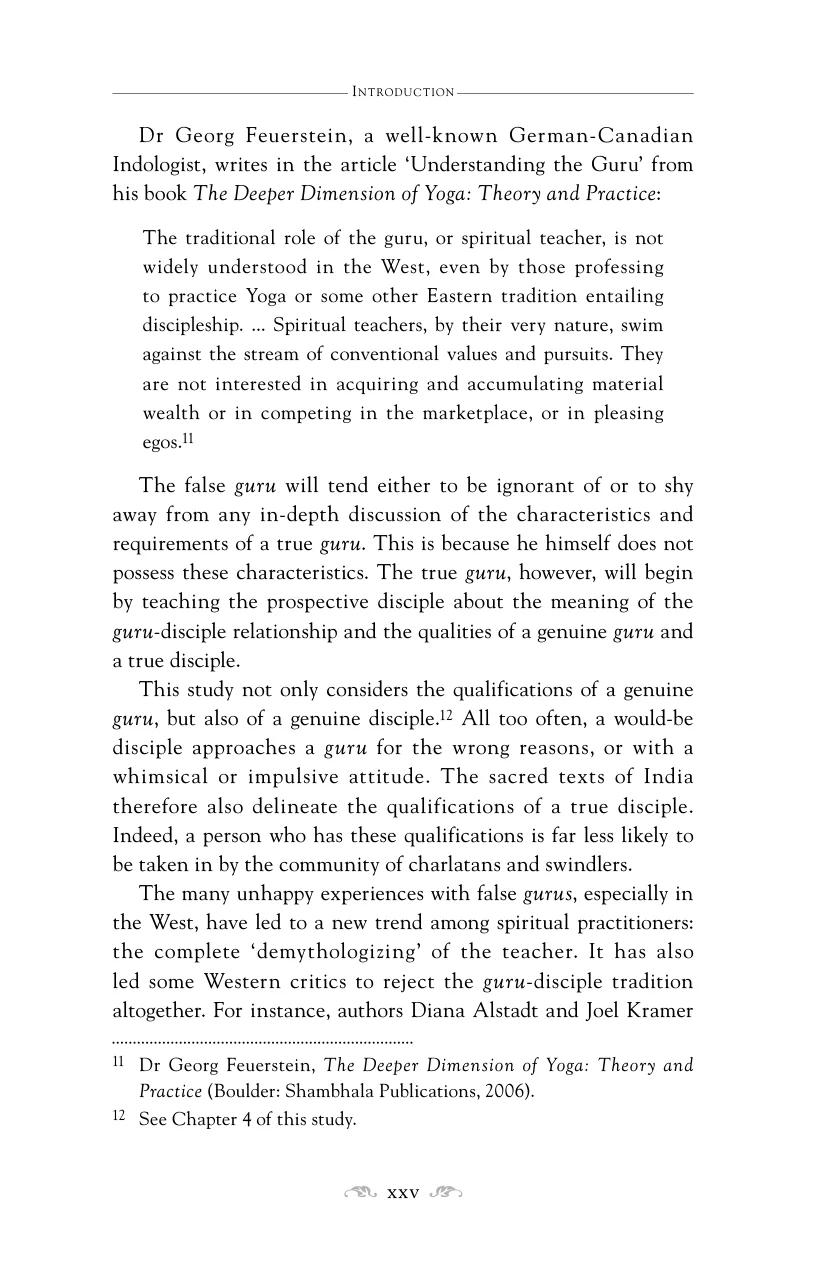 Introduction
Dr Georg Feuerstein, a well-known German-Canadian
Indologist, writes in the article ‘Understanding the Guru’ from
his book The Deeper Dimension of Yoga: Theory and Practice:
The traditional role of the guru, or spiritual teacher, is not
widely understood in the West, even by those professing
to practice Yoga or some other Eastern tradition entailing
discipleship. ... Spiritual teachers, by their very nature, swim
against the stream of conventional values and pursuits. They
are not interested in acquiring and accumulating material
wealth or in competing in the marketplace, or in pleasing
egos.11
The false guru will tend either to be ignorant of or to shy
away from any in-depth discussion of the characteristics and
requirements of a true guru. This is because he himself does not
possess these characteristics. The true guru, however, will begin
by teaching the prospective disciple about the meaning of the
guru-disciple relationship and the qualities of a genuine guru and
a true disciple.
This study not only considers the qualifications of a genuine
guru, but also of a genuine disciple.12 All too often, a would-be
disciple approaches a guru for the wrong reasons, or with a
whimsical or impulsive attitude. The sacred texts of India
therefore also delineate the qualifications of a true disciple.
Indeed, a person who has these qualifications is far less likely to
be taken in by the community of charlatans and swindlers.
The many unhappy experiences with false gurus, especially in
the West, have led to a new trend among spiritual practitioners:
the complete ‘demythologizing’ of the teacher. It has also
led some Western critics to reject the guru-disciple tradition
altogether. For instance, authors Diana Alstadt and Joel Kramer
11 Dr Georg Feuerstein, The Deeper Dimension of Yoga: Theory and
Practice (Boulder: Shambhala Publications, 2006).
12 See Chapter 4 of this study.
xxv